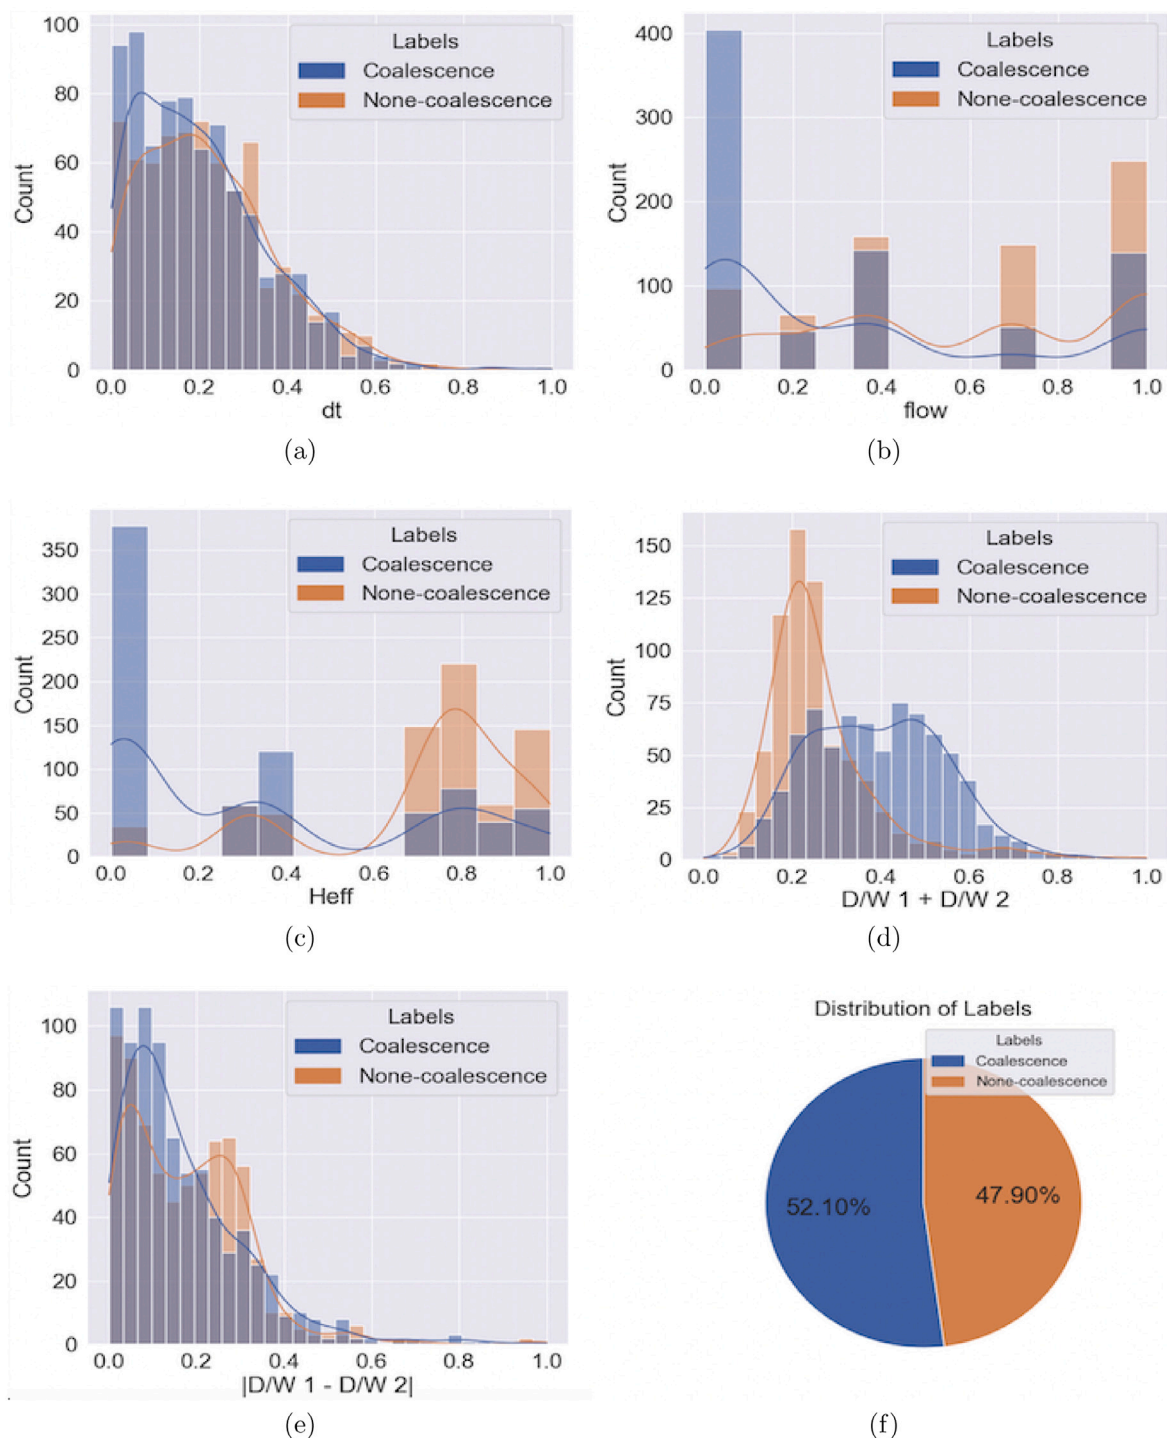 100
80
60
40
20
0
Count
Labels
Coalescence
None-coalescence
0.0 0.2 0.4 0.6 0.8 1.0
dt
(a)
400
300
200
100
0
Count
Labels
Coalescence
None-coalescence
0.0 0.2 0.4 0.6 0.8 1.0
flow
(b)
350
300
250
200
150
100
50
0
Count
Labels
Coalescence
None-coalescence
0.0 0.2 0.4 0.6 0.8 1.0
Heff
(c)
150
125
100
75
50
25
0
Count
Labels
Coalescence
None-coalescence
0.0 0.2 0.4 0.6 0.8 1.0
D/W 1 + D/W 2
(d)
100
80
60
40
20
0
Count
Labels
Coalescence
None-coalescence
0.0 0.2 0.4 0.6 0.8 1.0
|D/W 1 - D/W 2|
(e)
Distribution of Labels
Labels
Coalescence
None-coalescence
52.10%
47.90%
(f)